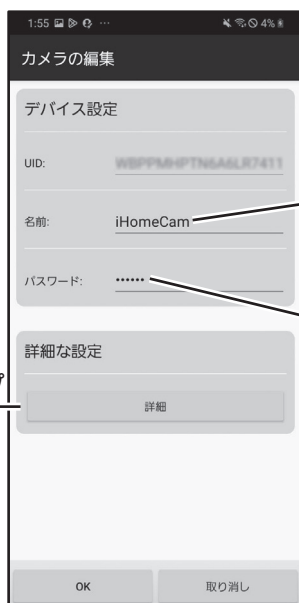 1:55 ... 4%
カメラの編集
デバイス設定
UID:
名前: iHomeCam
パスワード: ••••••
詳細な設定
プ
詳細
OK 取り消し